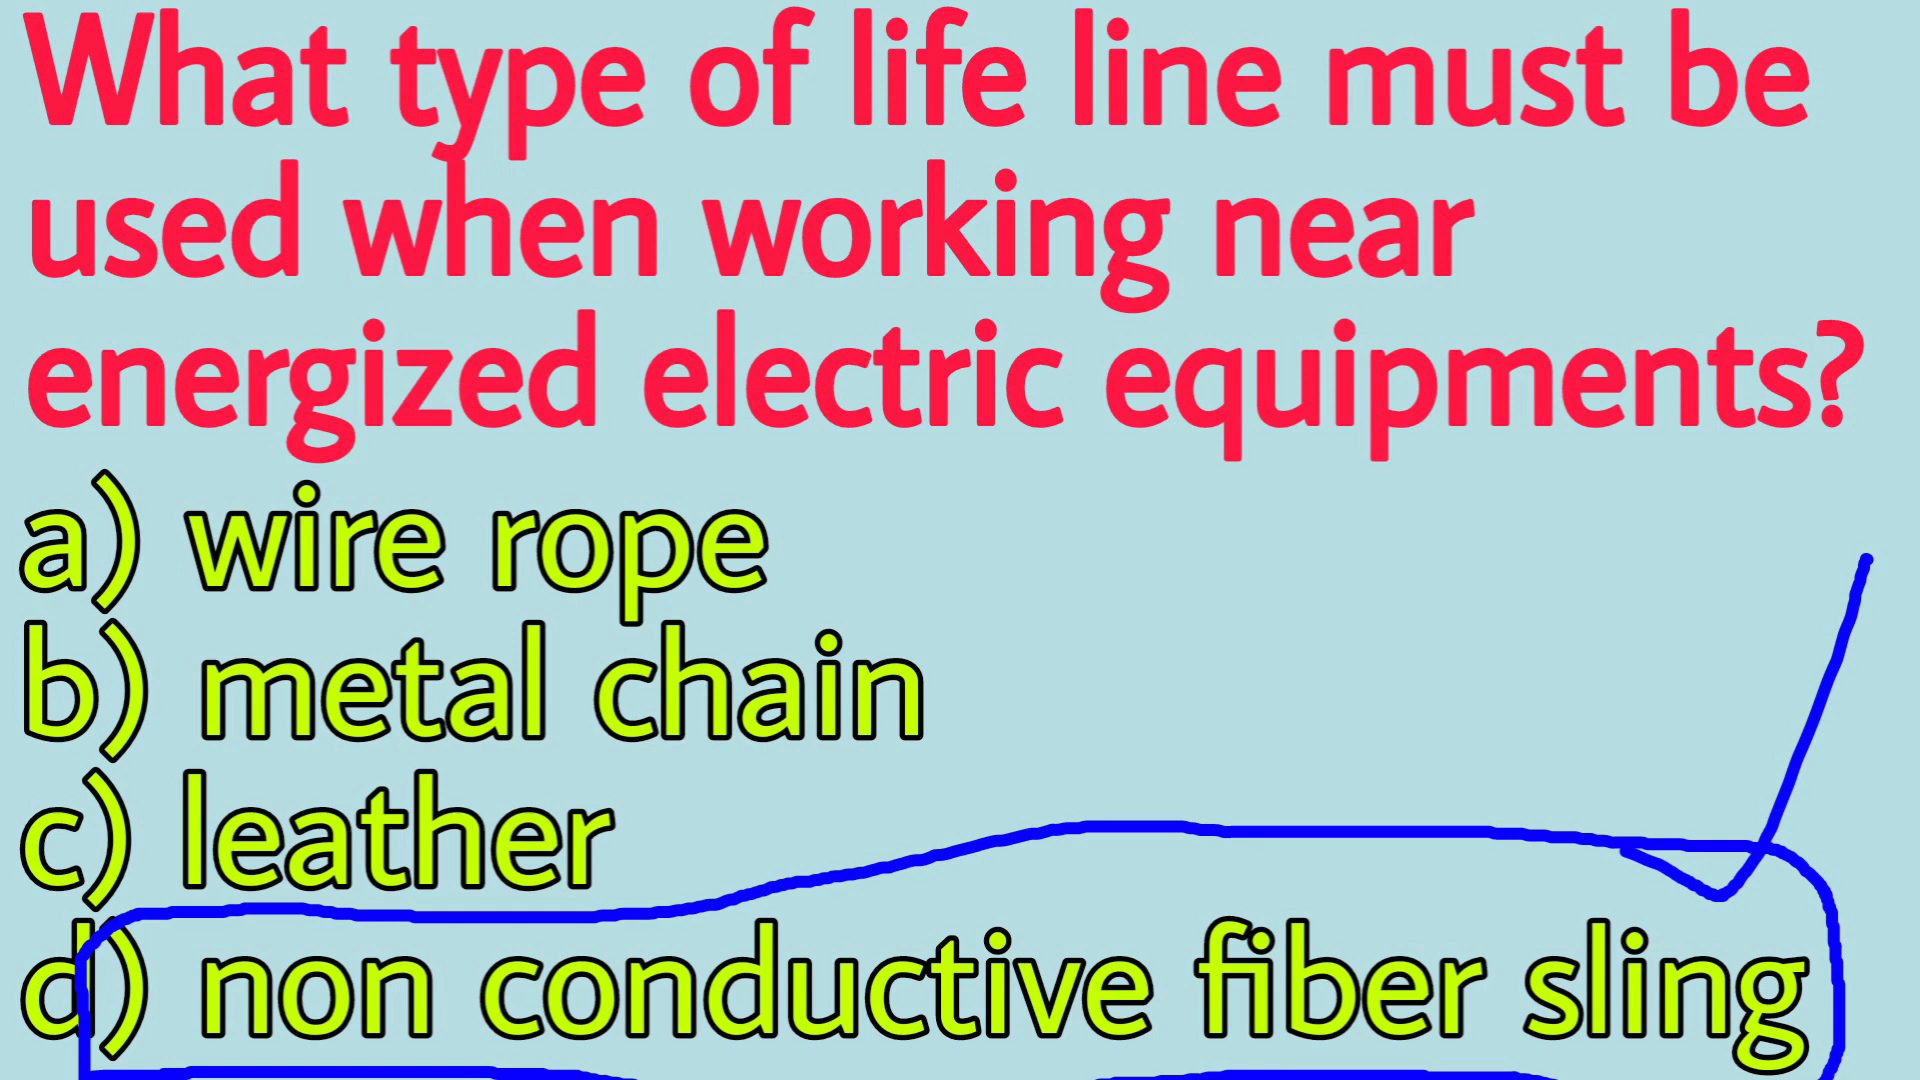 What type of life line must be
used when working near
energized electric equipments?
a) wire rope
b) metal chain
c) leather
d) non conductive fiber sling